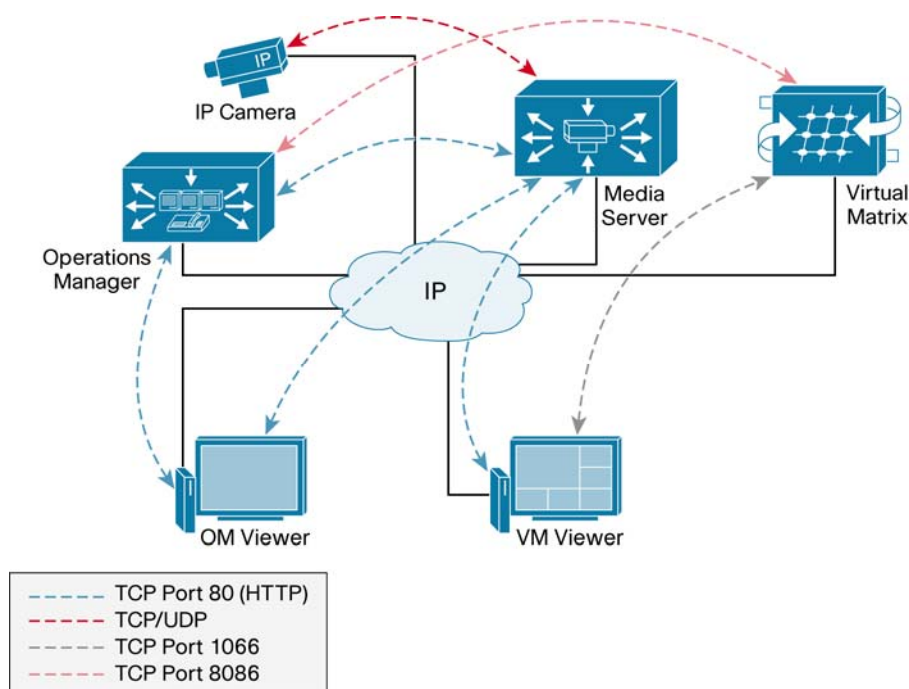 IP
IP Camera
Media
Server
Virtual
Matrix
Operations
Manager
IP
OM Viewer
VM Viewer
TCP Port 80 (HTTP)
TCP/UDP
TCP Port 1066
TCP Port 8086